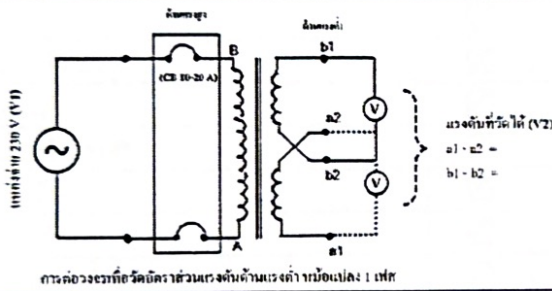 ด้านแรงสูง
ด้านแรงต่ำ
B
(CB 10-20 A)
b1
V
a2
b2
V
แหล่งจ่าย 230 V (V1)
A
a1
แรงดันที่วัดได้ (V2)
a1 - a2 =
b1 - b2 =
การต่อวงจรเพื่อวัดอัตราส่วนแรงดันด้านแรงต่ำ หม้อแปลง 1 เฟส